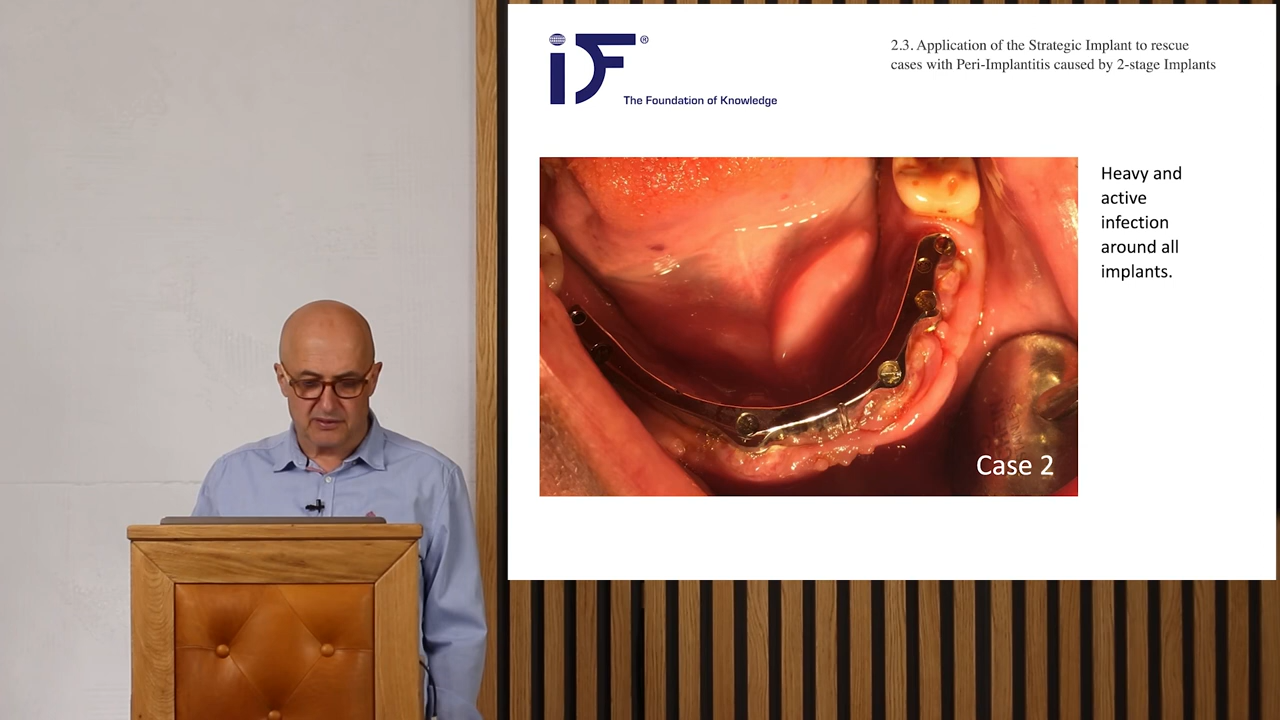 iF®
The Foundation of Knowledge
2.3. Application of the Strategic Implant to rescue
cases with Peri-Implantitis caused by 2-stage Implants
Heavy and
active
infection
around all
implants.
Case 2